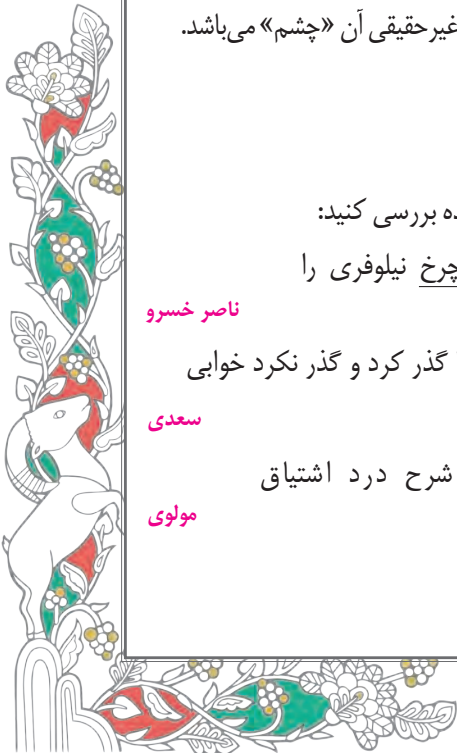 غیرحقیقی آن «چشم» می‌باشد.
ده بررسی کنید:
چرخ نیلوفری را
ناصر خسرو
گذر کرد و گذر نکرد خوابی
سعدی
شرح درد اشتیاق
مولوی